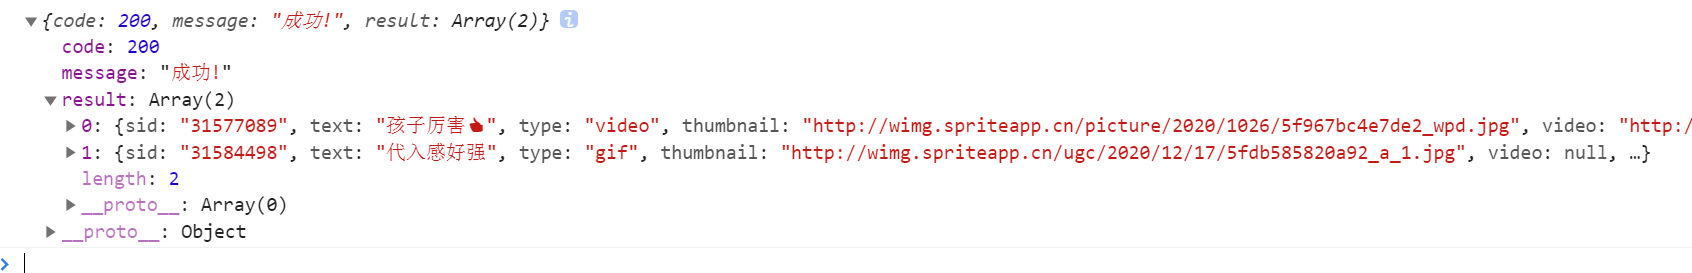 {code: 200, message: "成功!", result: Array(2)} i
code: 200
message: "成功!"
result: Array(2)
0: {sid: "31577089", text: "孩子厉害👍", type: "video", thumbnail: "http://wimg.spriteapp.cn/picture/2020/1026/5f967bc4e7de2_wpd.jpg", video: "http:/
1: {sid: "31584498", text: "代入感好强", type: "gif", thumbnail: "http://wimg.spriteapp.cn/ugc/2020/12/17/5fdb585820a92_a_1.jpg", video: null, …}
length: 2
__proto__: Array(0)
__proto__: Object